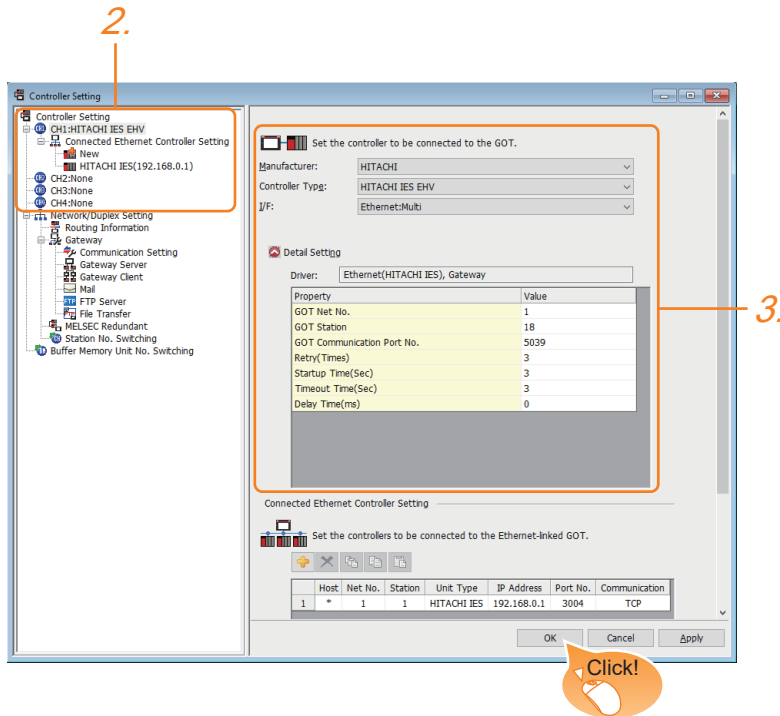 2.
Controller Setting
Controller Setting
CH1:HITACHI IES EHV
Connected Ethernet Controller Setting
New
HITACHI IES(192.168.0.1)
CH2:None
CH3:None
CH4:None
Network/Duplex Setting
Routing Information
Gateway
Communication Setting
Gateway Server
Gateway Client
Mail
FTP Server
File Transfer
MELSEC Redundant
Station No. Switching
Buffer Memory Unit No. Switching
Set the controller to be connected to the GOT.
Manufacturer: HITACHI
Controller Type: HITACHI IES EHV
I/F: Ethernet:Multi
Detail Setting
Driver: Ethernet(HITACHI IES), Gateway
Property Value
GOT Net No. 1
GOT Station 18
GOT Communication Port No. 5039
Retry(Times) 3
Startup Time(Sec) 3
Timeout Time(Sec) 3
Delay Time(ms) 0
3.
Connected Ethernet Controller Setting
Set the controllers to be connected to the Ethernet-linked GOT.
Host Net No. Station Unit Type IP Address Port No. Communication
1 * 1 1 HITACHI IES 192.168.0.1 3004 TCP
OK Cancel Apply
Click!